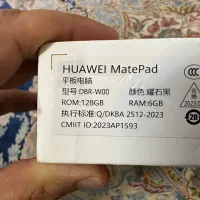 HUAWEI MatePad
平板电脑
型号:DBR-W00 颜色:曜石黑
ROM:128GB RAM:6GB
执行标准:Q/DKBA 2512-2023
CMIIT ID:2023AP1593